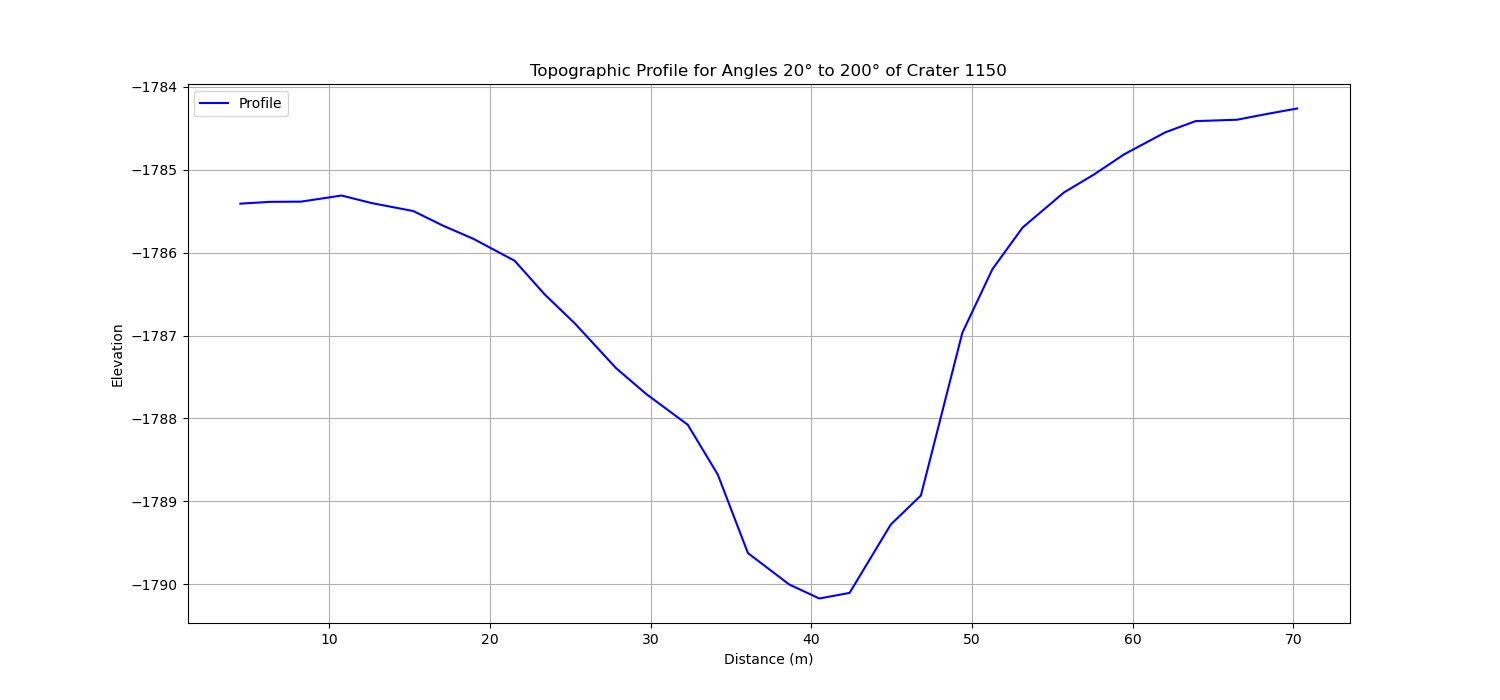 Topographic Profile for Angles 20° to 200° of Crater 1150
Profile
Elevation
−1784
−1785
−1786
−1787
−1788
−1789
−1790
10 20 30 40 50 60 70
Distance (m)